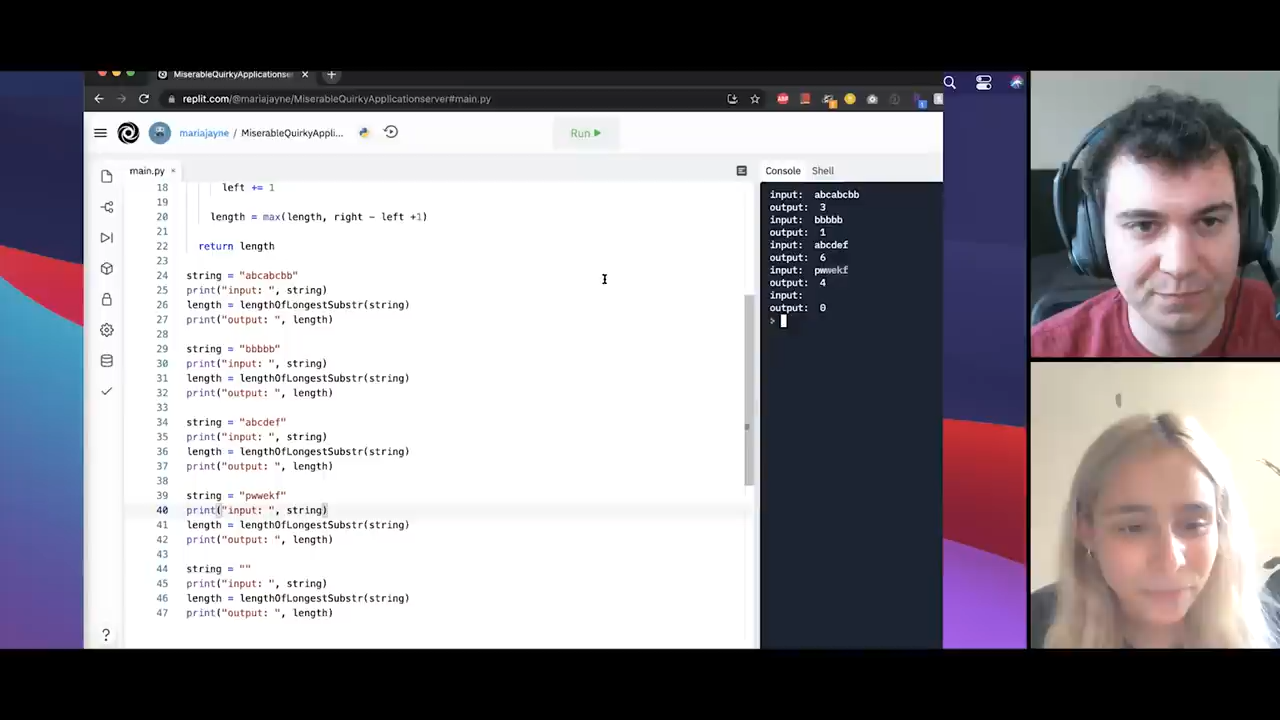 MiserableQuirkyApplicationse
replit.com/@mariajayne/MiserableQuirkyApplicationserver#main.py
mariajayne / MiserableQuirkyAppli...
Run
main.py
18 left += 1
19
20 length = max(length, right - left +1)
21
22 return length
23
24 string = "abcabcbb"
25 print("input: ", string)
26 length = lengthOfLongestSubstr(string)
27 print("output: ", length)
28
29 string = "bbbbb"
30 print("input: ", string)
31 length = lengthOfLongestSubstr(string)
32 print("output: ", length)
33
34 string = "abcdef"
35 print("input: ", string)
36 length = lengthOfLongestSubstr(string)
37 print("output: ", length)
38
39 string = "pwwekf"
40 print("input: ", string)
41 length = lengthOfLongestSubstr(string)
42 print("output: ", length)
43
44 string = ""
45 print("input: ", string)
46 length = lengthOfLongestSubstr(string)
47 print("output: ", length)
?
Console Shell
input: abcabcbb
output: 3
input: bbbbb
output: 1
input: abcdef
output: 6
input: pwwekf
output: 4
input:
output: 0
>